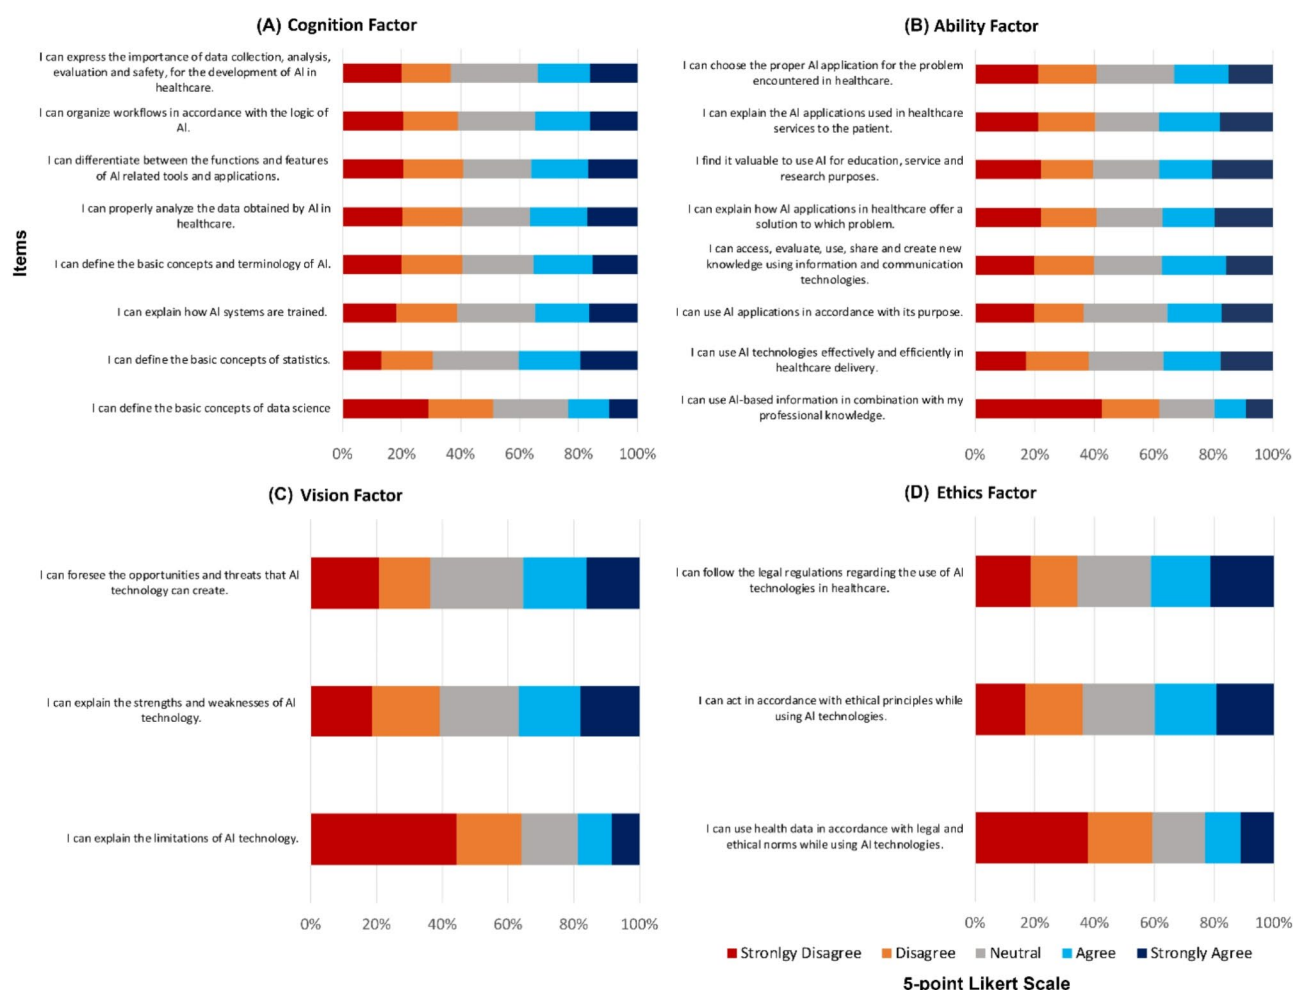 (A) Cognition Factor
I can express the importance of data collection, analysis,
evaluation and safety, for the development of AI in
healthcare.
I can organize workflows in accordance with the logic of
AI.
I can differentiate between the functions and features
of AI related tools and applications.
I can properly analyze the data obtained by AI in
healthcare.
I can define the basic concepts and terminology of AI.
I can explain how AI systems are trained.
I can define the basic concepts of statistics.
I can define the basic concepts of data science
0% 20% 40% 60% 80% 100%
Items
(B) Ability Factor
I can choose the proper AI application for the problem
encountered in healthcare.
I can explain the AI applications used in healthcare
services to the patient.
I find it valuable to use AI for education, service and
research purposes.
I can explain how AI applications in healthcare offer a
solution to which problem.
I can access, evaluate, use, share and create new
knowledge using information and communication
technologies.
I can use AI applications in accordance with its purpose.
I can use AI technologies effectively and efficiently in
healthcare delivery.
I can use AI-based information in combination with my
professional knowledge.
0% 20% 40% 60% 80% 100%
(C) Vision Factor
I can foresee the opportunities and threats that AI
technology can create.
I can explain the strengths and weaknesses of AI
technology.
I can explain the limitations of AI technology.
0% 20% 40% 60% 80% 100%
(D) Ethics Factor
I can follow the legal regulations regarding the use of AI
technologies in healthcare.
I can act in accordance with ethical principles while
using AI technologies.
I can use health data in accordance with legal and
ethical norms while using AI technologies.
0% 20% 40% 60% 80% 100%
Stronlgy Disagree Disagree Neutral Agree Strongly Agree
5-point Likert Scale